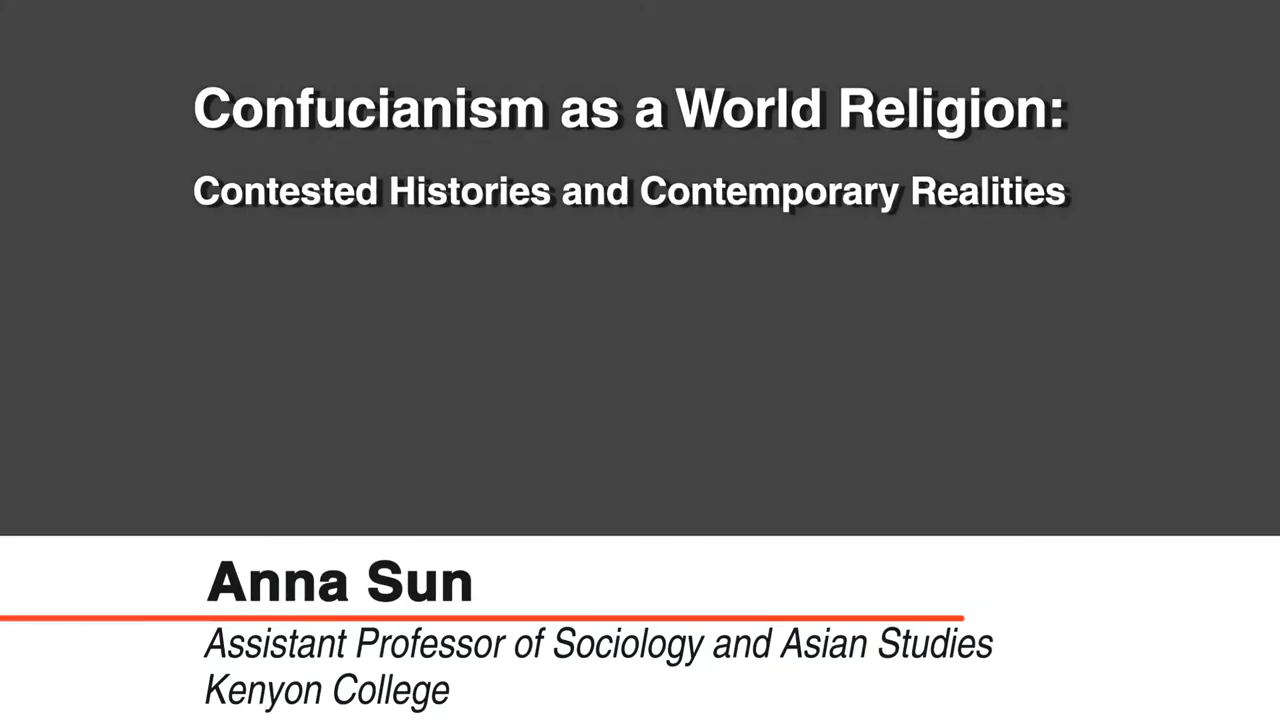 Confucianism as a World Religion:
Contested Histories and Contemporary Realities
Anna Sun
Assistant Professor of Sociology and Asian Studies
Kenyon College